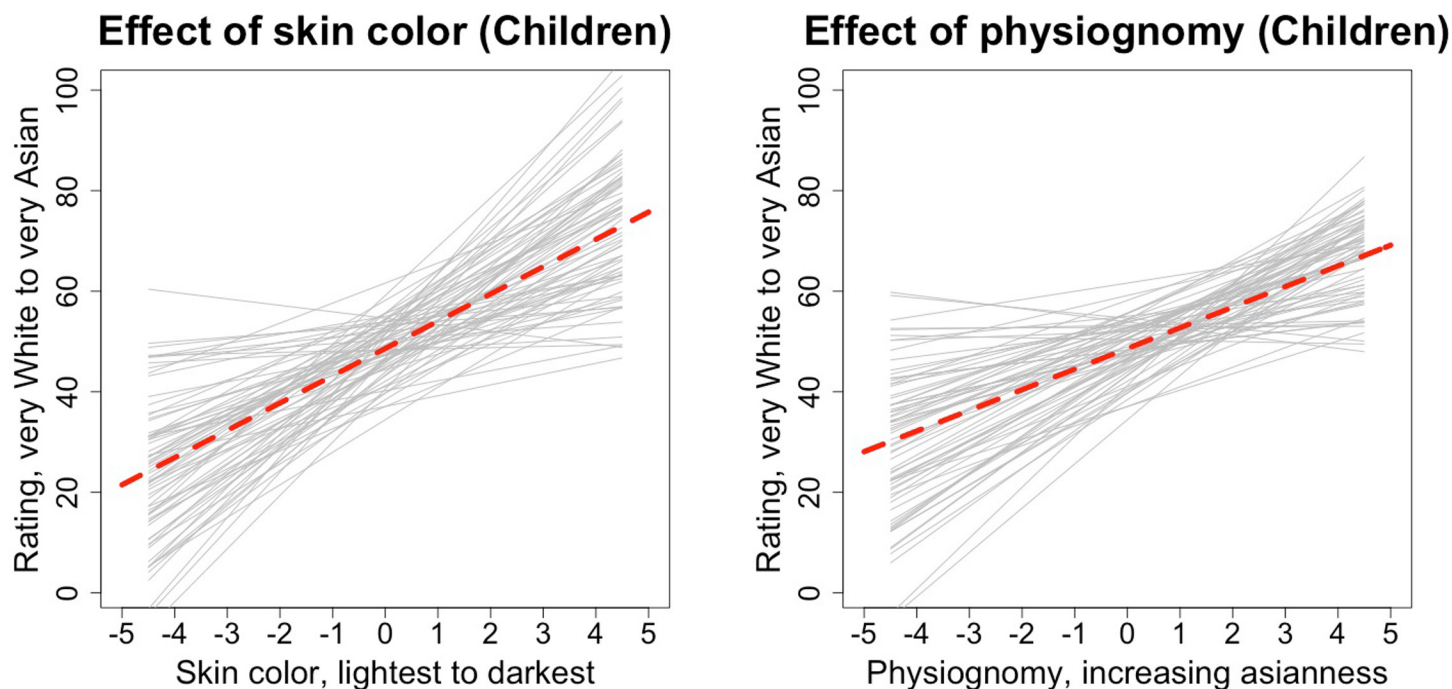 Effect of skin color (Children)
Rating, very White to very Asian
100
80
60
40
20
0
-5 -4 -3 -2 -1 0 1 2 3 4 5
Skin color, lightest to darkest
Effect of physiognomy (Children)
Rating, very White to very Asian
100
80
60
40
20
0
-5 -4 -3 -2 -1 0 1 2 3 4 5
Physiognomy, increasing asianness